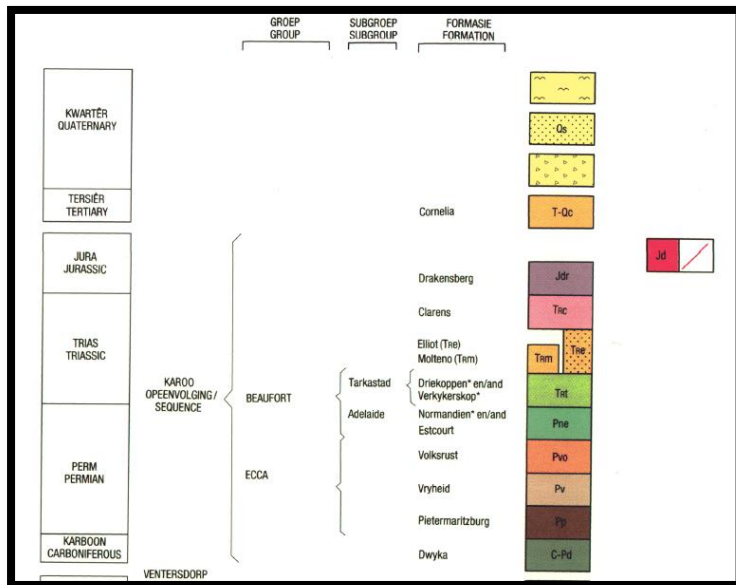 GROEP
GROUP
SUBGROEP
SUBGROUP
FORMASIE
FORMATION
KWARTÊR
QUATERNARY
Qs
TERSIÊR
TERTIARY
Cornelia
T-Qc
JURA
JURASSIC
Jd
Drakensberg
Jdr
Clarens
TRc
TRIAS
TRIASSIC
Elliot (TRe)
Molteno (TRm)
TRm
TRe
KAROO
OPEENVOLGING/
SEQUENCE
BEAUFORT
Tarkastad
Driekoppen* en/and
Verkykerskop*
TRt
Adelaide
Normandien* en/and
Estcourt
Pne
PERM
PERMIAN
ECCA
Volksrust
Pvo
Vryheid
Pv
Pietermaritzburg
Pp
KARBOON
CARBONIFEROUS
Dwyka
C-Pd
VENTERSDORP